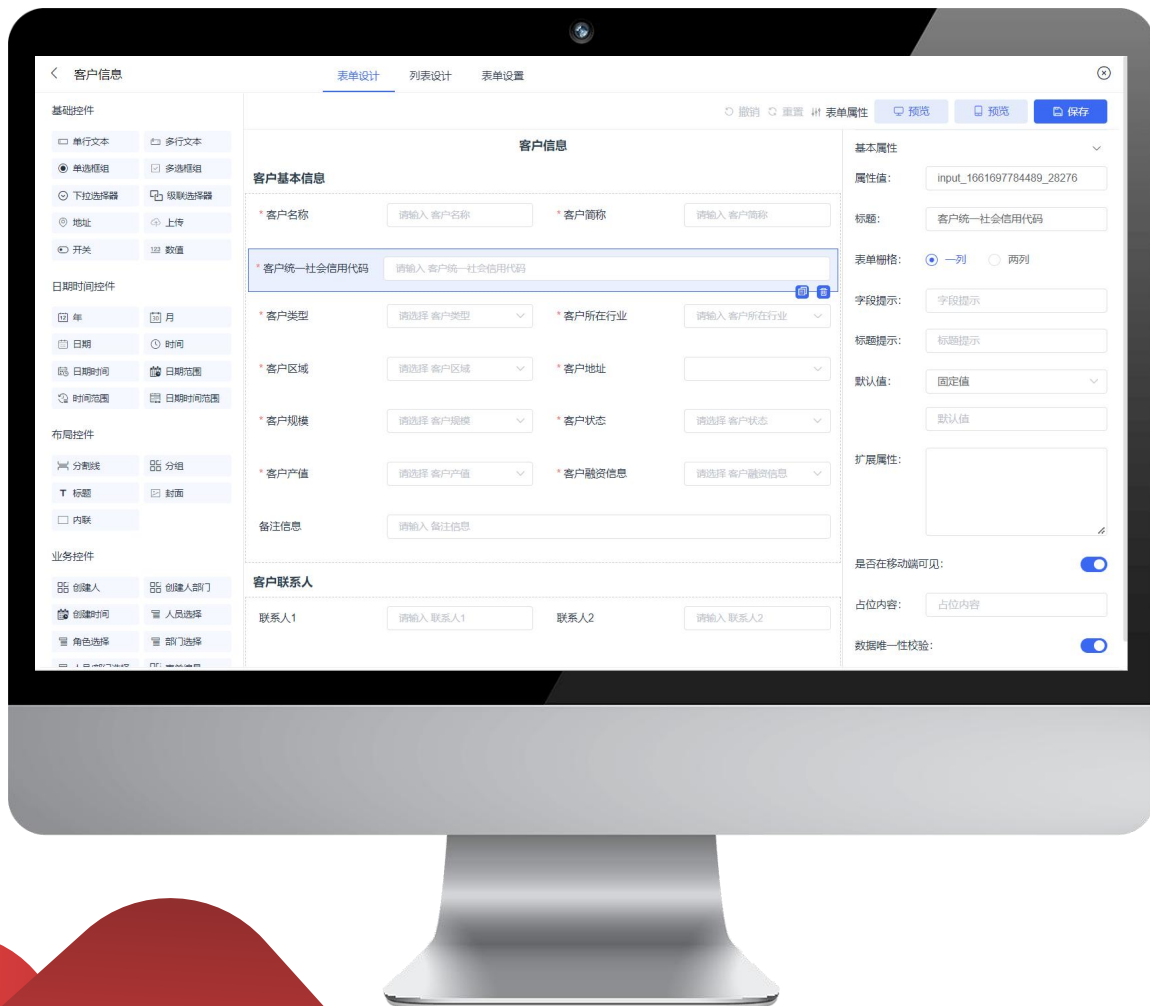 客户信息
表单设计 列表设计 表单设置
撤销 重置 表单属性 预览 预览 保存
基础控件
单行文本 多行文本
单选框组 多选框组
下拉选择器 级联选择器
地址 上传
开关 123 数值
日期时间控件
12 年 30 月
日期 时间
日期时间 日期范围
时间范围 日期时间范围
布局控件
分割线 分组
T 标题 封面
内联
业务控件
创建人 创建人部门
创建时间 人员选择
角色选择 部门选择
客户信息
客户基本信息
* 客户名称 请输入 客户名称 * 客户简称 请输入 客户简称
* 客户统一社会信用代码 请输入 客户统一社会信用代码
* 客户类型 请选择 客户类型 * 客户所在行业 请输入 客户所在行业
* 客户区域 请选择 客户区域 * 客户地址
* 客户规模 请选择 客户规模 * 客户状态 请选择 客户状态
* 客户产值 请选择 客户产值 * 客户融资信息 请选择 客户融资信息
备注信息 请输入 备注信息
客户联系人
联系人1 请输入 联系人1 联系人2 请输入 联系人2
基本属性
属性值: input_1661697784489_28276
标题: 客户统一社会信用代码
表单栅格: 一列 两列
字段提示: 字段提示
标题提示: 标题提示
默认值: 固定值
默认值
扩展属性:
是否在移动端可见:
占位内容: 占位内容
数据唯一性校验: